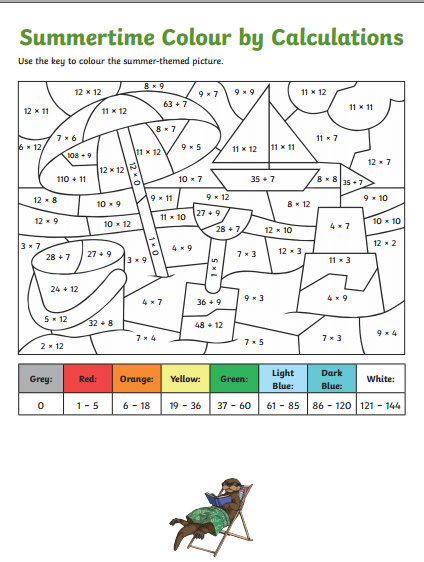 Summertime Colour by Calculations
Use the key to colour the summer-themed picture.
12 × 12
8 × 9
9 × 7
9 × 9
11 × 12
12 × 11
11 × 12
63 ÷ 7
11 × 11
7 × 6
8 × 7
11 × 7
6 × 12
108 ÷ 9
11 × 12
9 × 5
11 × 12
11 × 11
12 × 7
110 ÷ 11
12 × 12
12 × 0
10 × 7
35 ÷ 7
8 × 8
35 ÷ 7
12 × 8
10 × 9
9 × 11
9 × 12
8 × 12
9 × 10
12 × 9
10 × 12
11 × 10
27 ÷ 9
28 ÷ 7
12 × 10
4 × 7
10 × 10
3 × 7
28 ÷ 7
27 ÷ 9
3 × 9
1 × 0
4 × 9
7 × 3
12 × 3
12 × 2
11 × 3
24 ÷ 12
1 × 5
4 × 7
36 ÷ 9
9 × 3
4 × 9
5 × 12
32 ÷ 8
48 ÷ 12
2 × 12
7 × 4
7 × 5
7 × 3
9 × 4
Grey: Red: Orange: Yellow: Green: Light Blue: Dark Blue: White:
0 1 – 5 6 – 18 19 – 36 37 – 60 61 – 85 86 – 120 121 – 144